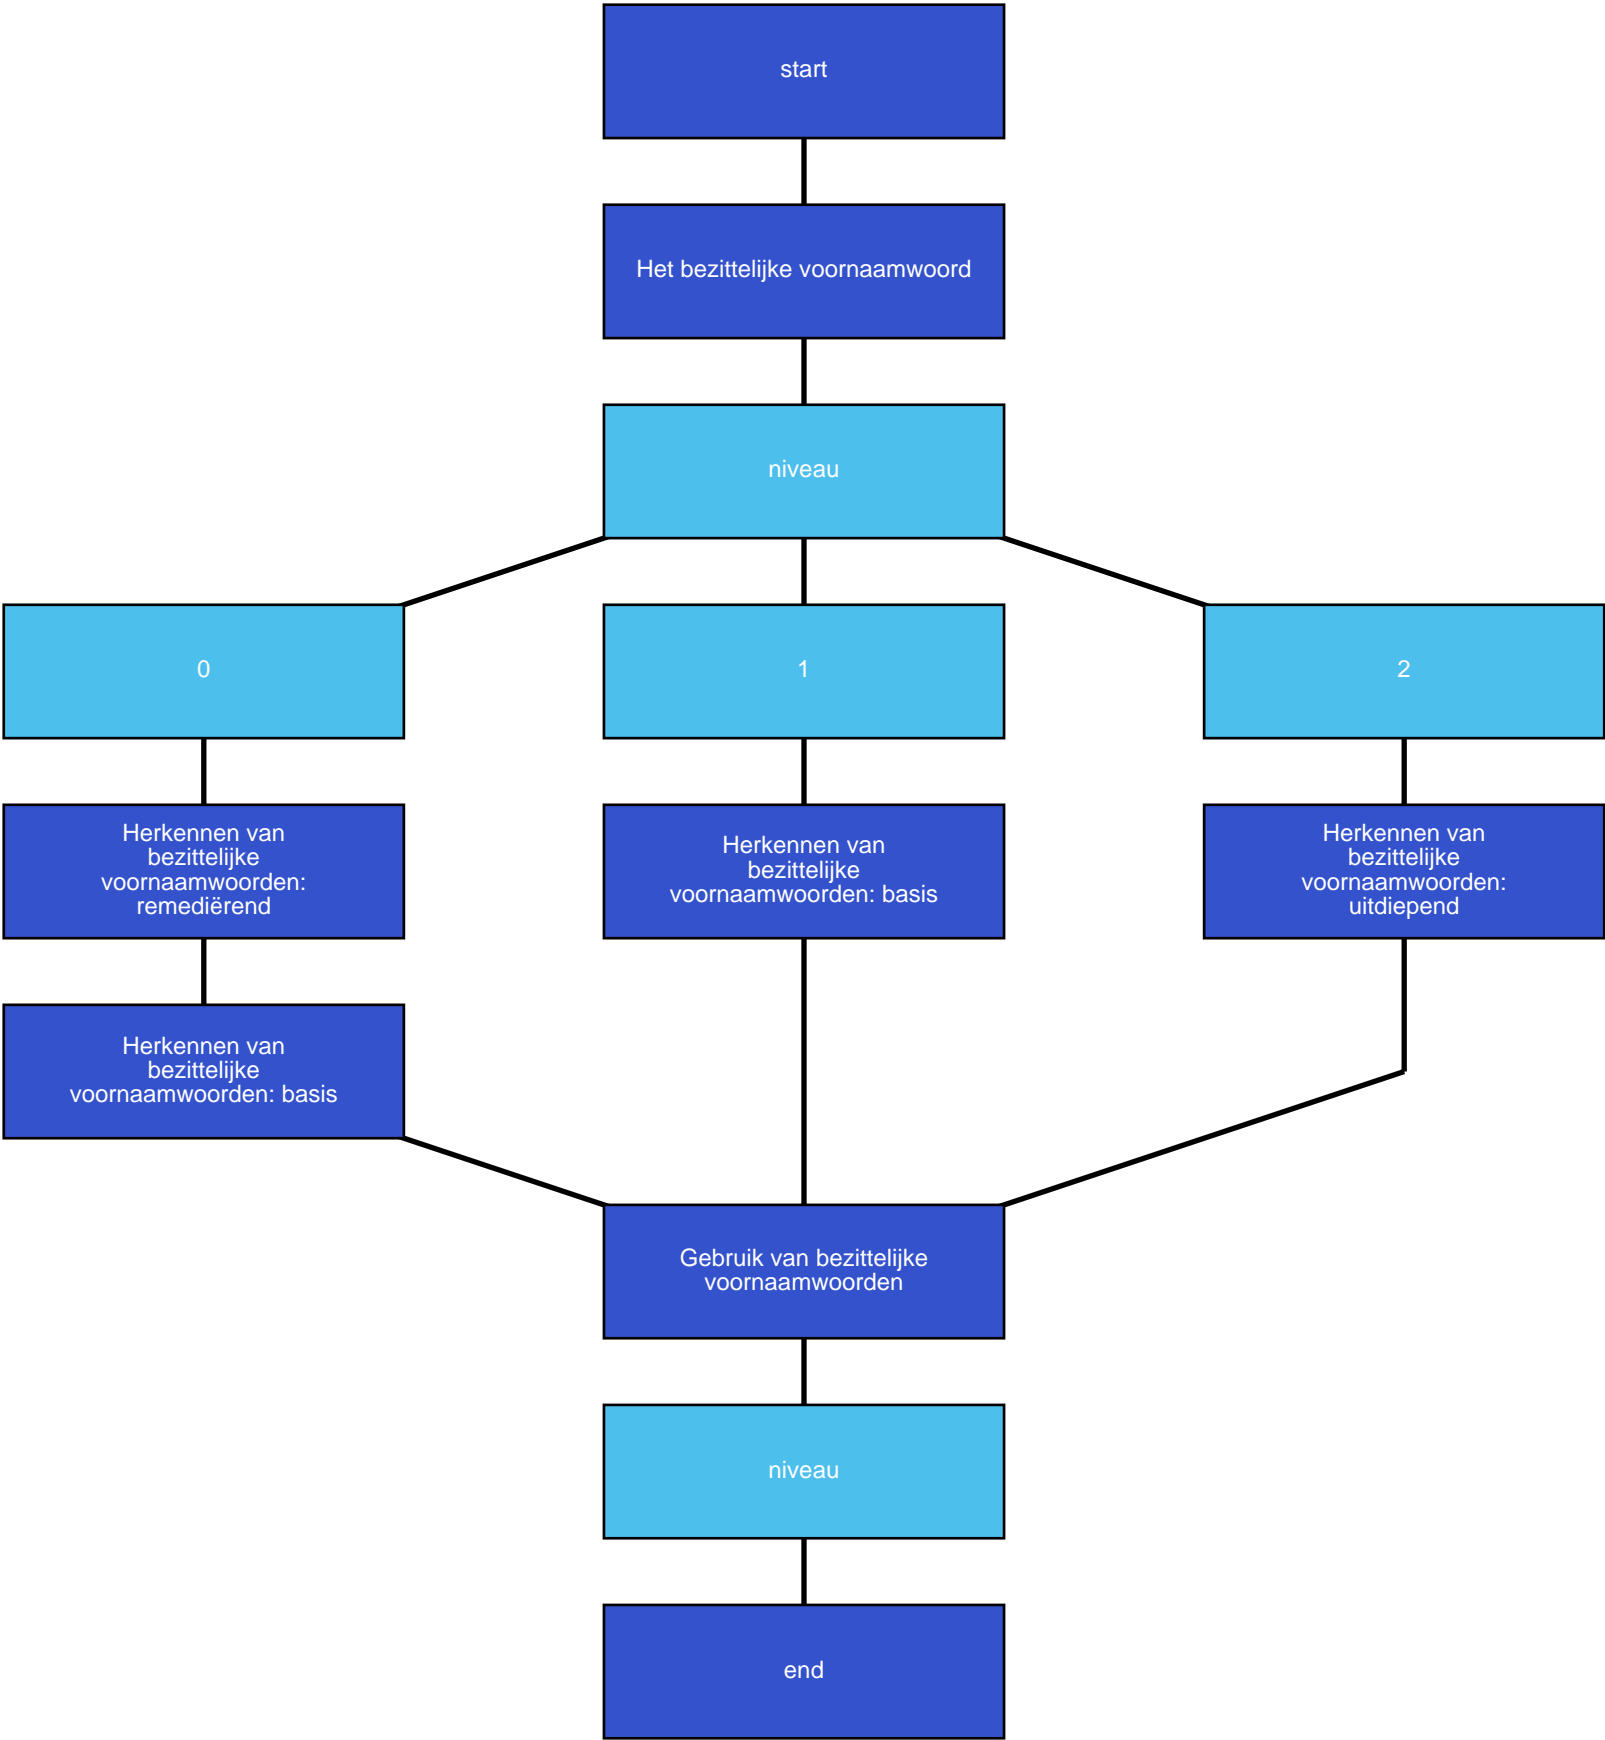 start
Het bezittelijke voornaamwoord
niveau
0
1
2
Herkennen van
bezittelijke
voornaamwoorden:
remediërend
Herkennen van
bezittelijke
voornaamwoorden: basis
Herkennen van
bezittelijke
voornaamwoorden:
uitdiepend
Herkennen van
bezittelijke
voornaamwoorden: basis
Gebruik van bezittelijke
voornaamwoorden
niveau
end